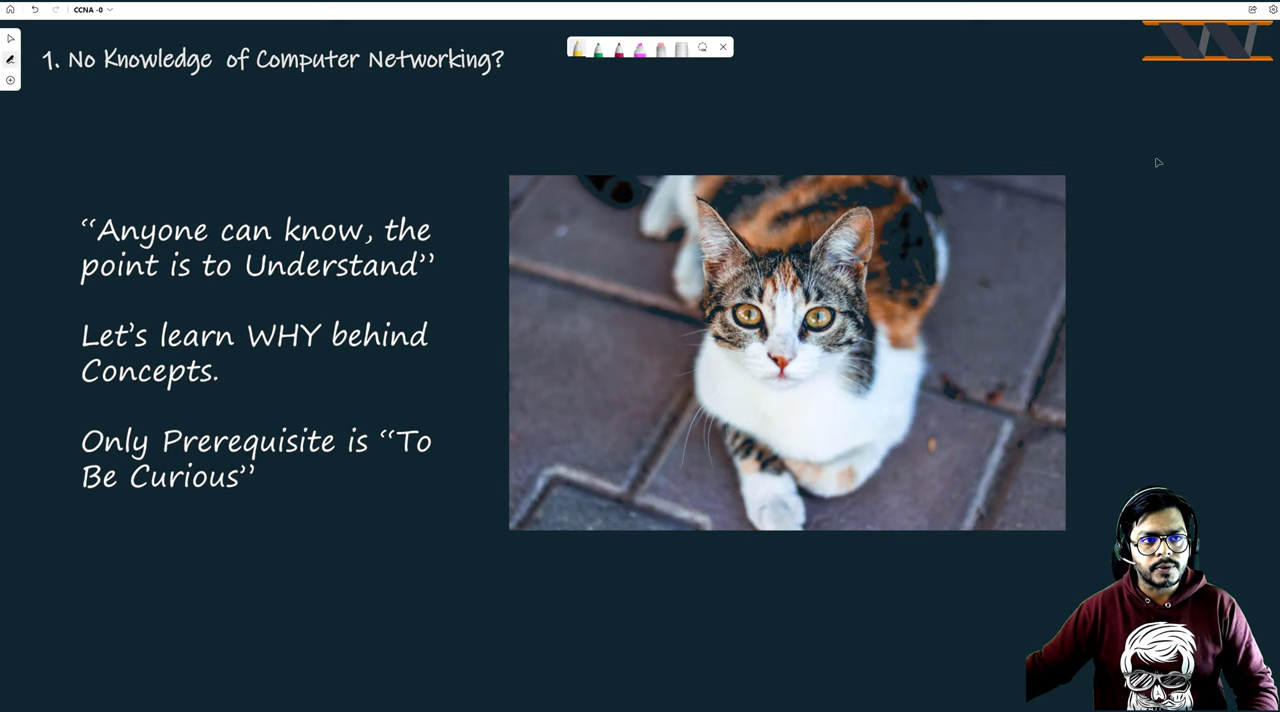 CCNA -0
1. No Knowledge of Computer Networking?
“Anyone can know, the
point is to Understand”
Let's learn WHY behind
Concepts.
Only Prerequisite is “To
Be Curious”